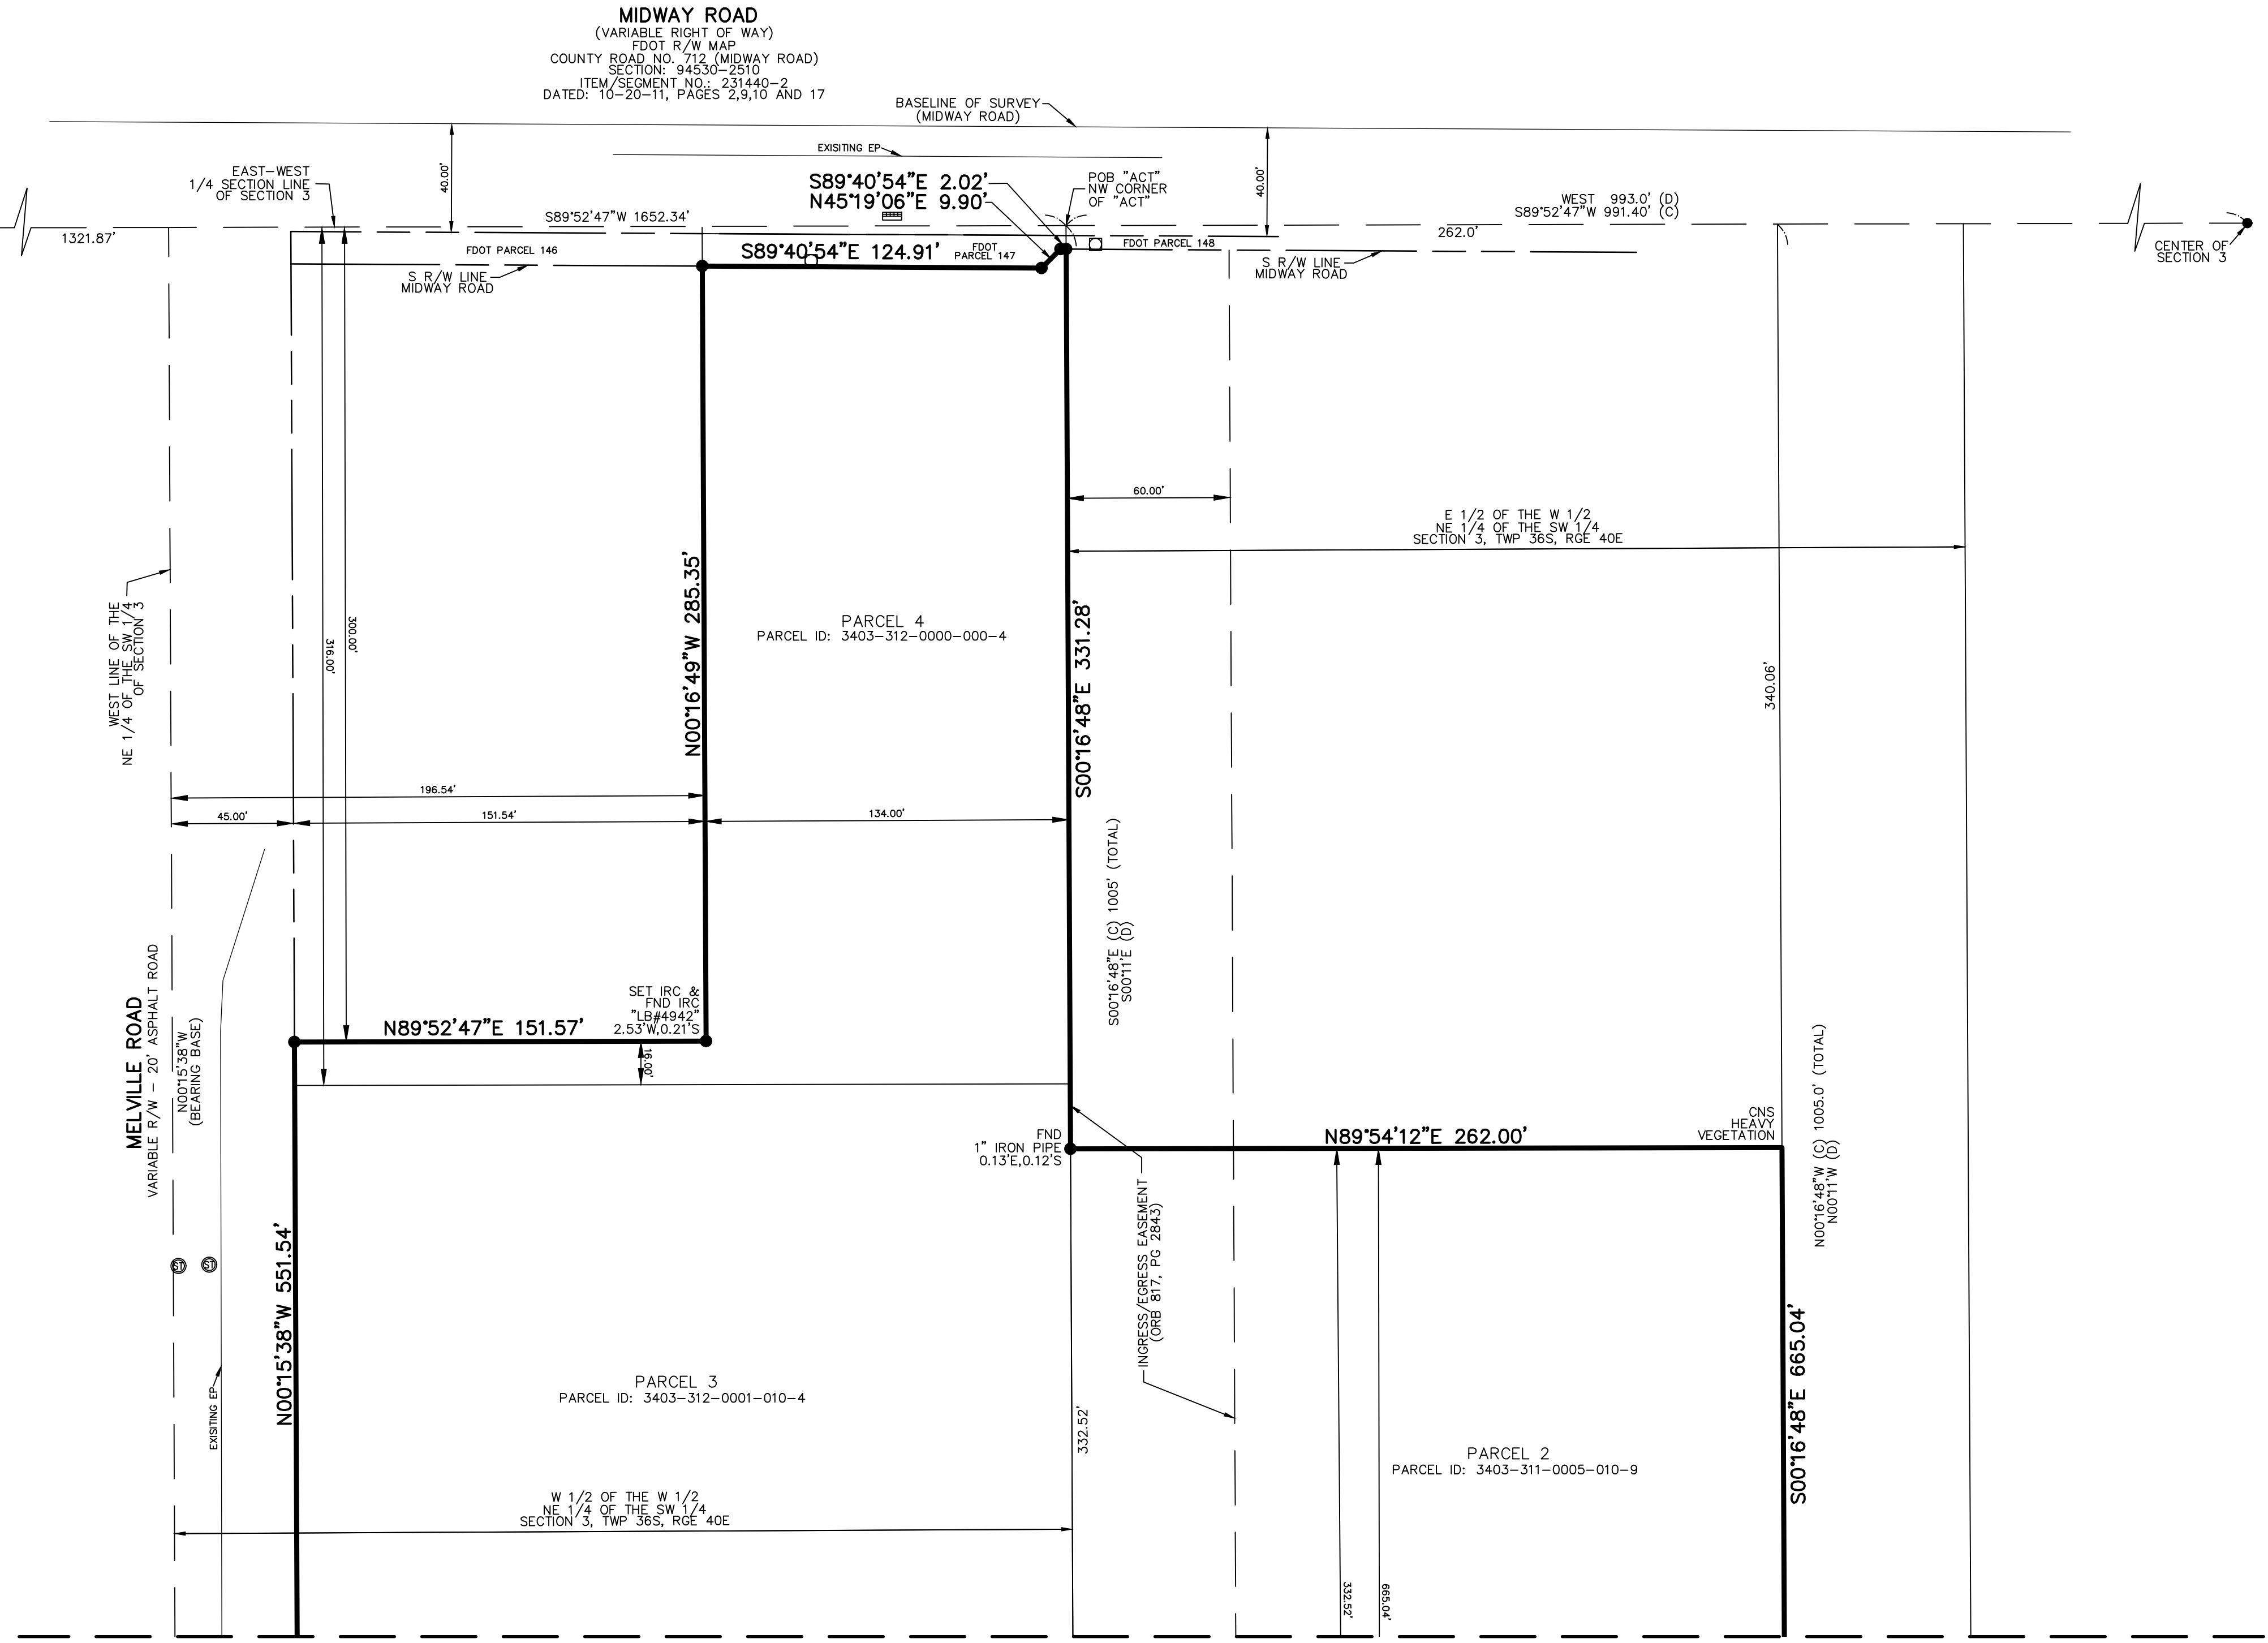 MIDWAY ROAD
(VARIABLE RIGHT OF WAY)
FDOT R/W MAP
COUNTY ROAD NO. 712 (MIDWAY ROAD)
SECTION: 94530-2510
ITEM/SEGMENT NO.: 231440-2
DATED: 10-20-11, PAGES 2,9,10 AND 17
BASELINE OF SURVEY
(MIDWAY ROAD)
EXISITING EP
40.00'
40.00'
EAST-WEST
1/4 SECTION LINE
OF SECTION 3
S89°40'54"E 2.02'
N45°19'06"E 9.90'
POB "ACT"
NW CORNER
OF "ACT"
WEST 993.0' (D)
S89°52'47"W 991.40' (C)
S89°52'47"W 1652.34'
1321.87'
262.0'
CENTER OF
SECTION 3
FDOT PARCEL 146
S89°40'54"E 124.91'
FDOT
PARCEL 147
FDOT PARCEL 148
S R/W LINE
MIDWAY ROAD
S R/W LINE
MIDWAY ROAD
60.00'
E 1/2 OF THE W 1/2
NE 1/4 OF THE SW 1/4
SECTION 3, TWP 36S, RGE 40E
WEST LINE OF THE
NE 1/4 OF THE SW 1/4
OF SECTION 3
316.00'
300.00'
N00°16'49"W 285.35'
PARCEL 4
PARCEL ID: 3403-312-0000-000-4
S00°16'48"E 331.28'
340.06'
196.54'
45.00'
151.54'
134.00'
S00°16'48"E (C) 1005' (TOTAL)
S00°11'E (D)
MELVILLE ROAD
VARIABLE R/W - 20' ASPHALT ROAD
N00°15'38"W
(BEARING BASE)
SET IRC &
FND IRC
"LB#4942"
2.53'W,0.21'S
N89°52'47"E 151.57'
16.00'
FND
1" IRON PIPE
0.13'E,0.12'S
N89°54'12"E 262.00'
CNS
HEAVY
VEGETATION
N00°16'48"W (C) 1005.0' (TOTAL)
N00°11'W (D)
INGRESS/EGRESS EASEMENT
(ORB 817, PG 2843)
ST
ST
N00°15'38"W 551.54'
EXISITING EP
PARCEL 3
PARCEL ID: 3403-312-0001-010-4
332.52'
PARCEL 2
PARCEL ID: 3403-311-0005-010-9
S00°16'48"E 665.04'
W 1/2 OF THE W 1/2
NE 1/4 OF THE SW 1/4
SECTION 3, TWP 36S, RGE 40E
332.52'
665.04'